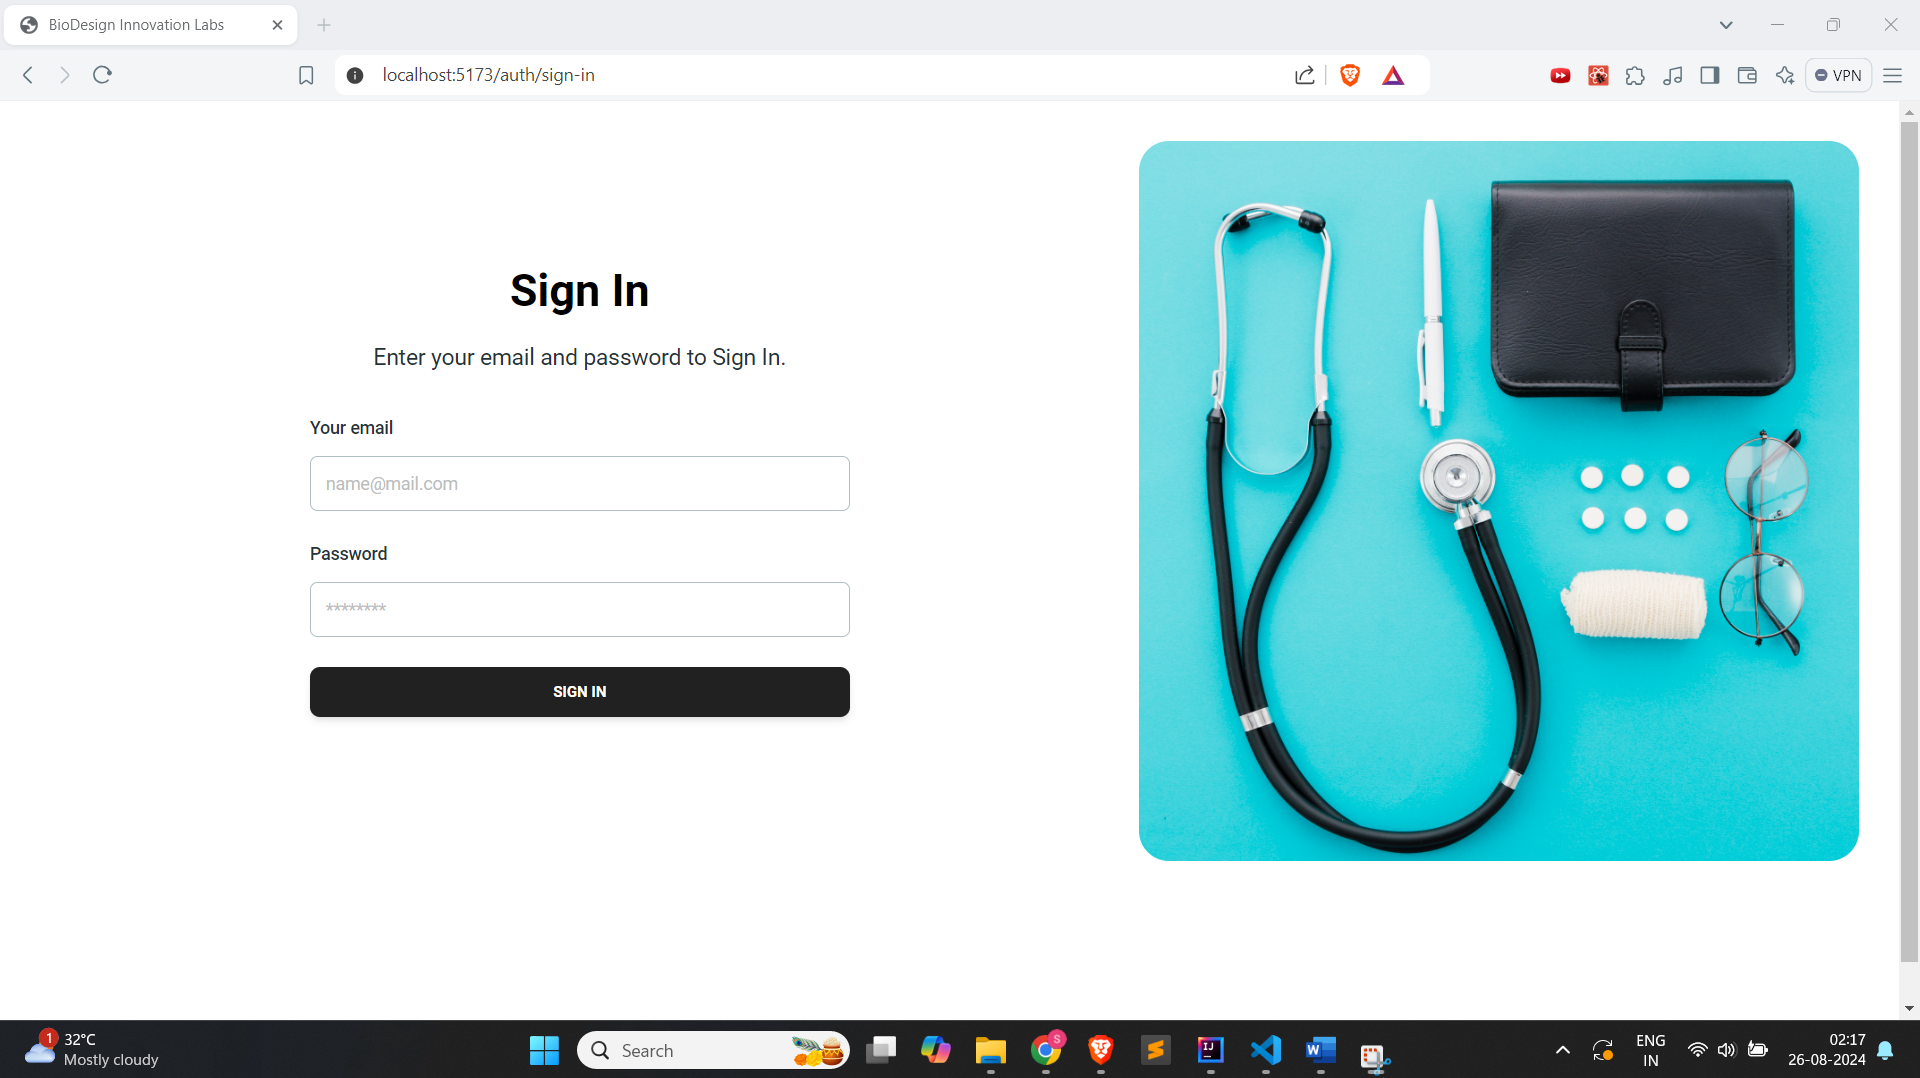 BioDesign Innovation Labs
localhost:5173/auth/sign-in
VPN
Sign In
Enter your email and password to Sign In.
Your email
name@mail.com
Password
********
SIGN IN
1
32°C
Mostly cloudy
Search
S
IJ
W
ENG
IN
02:17
26-08-2024